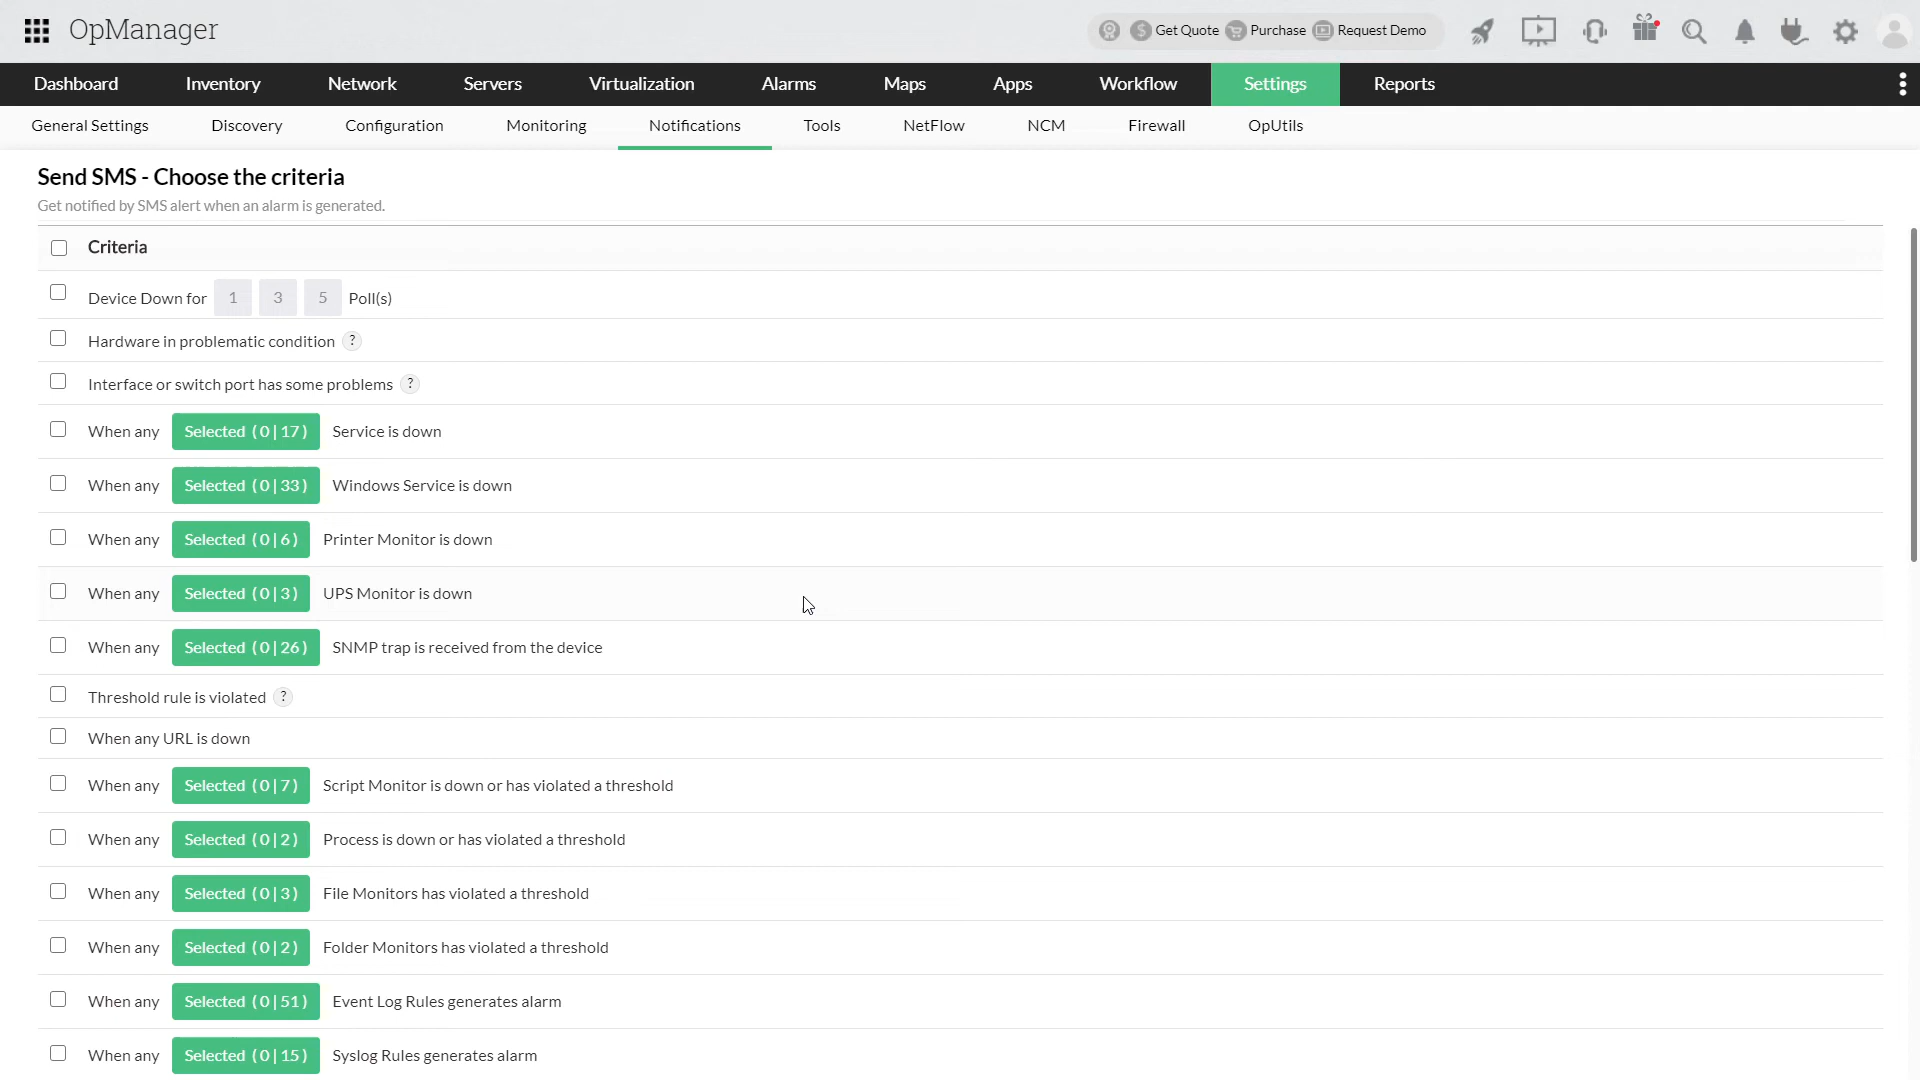 OpManager
Get Quote Purchase Request Demo
Dashboard Inventory Network Servers Virtualization Alarms Maps Apps Workflow Settings Reports
General Settings Discovery Configuration Monitoring Notifications Tools NetFlow NCM Firewall OpUtils
Send SMS - Choose the criteria
Get notified by SMS alert when an alarm is generated.
Criteria
Device Down for 1 3 5 Poll(s)
Hardware in problematic condition ?
Interface or switch port has some problems ?
When any Selected ( 0 | 17 ) Service is down
When any Selected ( 0 | 33 ) Windows Service is down
When any Selected ( 0 | 6 ) Printer Monitor is down
When any Selected ( 0 | 3 ) UPS Monitor is down
When any Selected ( 0 | 26 ) SNMP trap is received from the device
Threshold rule is violated ?
When any URL is down
When any Selected ( 0 | 7 ) Script Monitor is down or has violated a threshold
When any Selected ( 0 | 2 ) Process is down or has violated a threshold
When any Selected ( 0 | 3 ) File Monitors has violated a threshold
When any Selected ( 0 | 2 ) Folder Monitors has violated a threshold
When any Selected ( 0 | 51 ) Event Log Rules generates alarm
When any Selected ( 0 | 15 ) Syslog Rules generates alarm